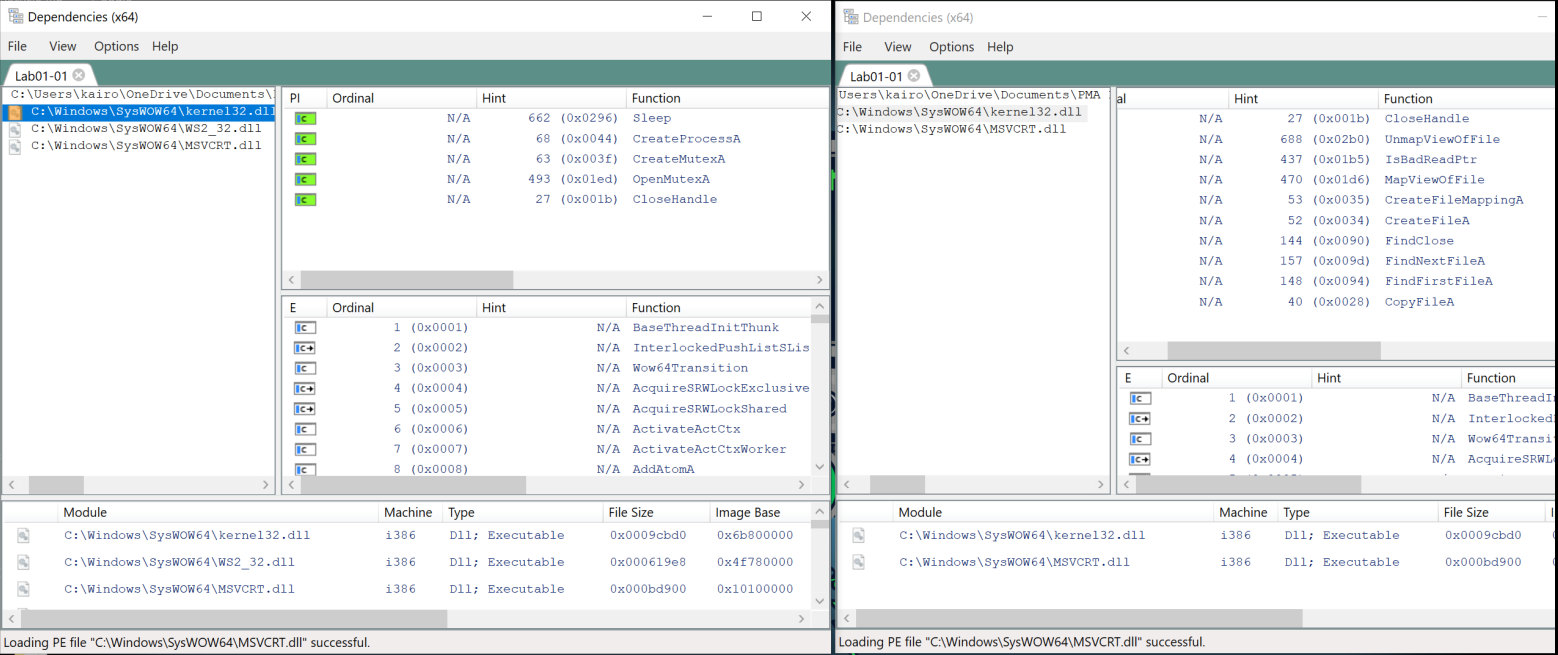 Dependencies (x64)
File View Options Help
Lab01-01
C:\Users\kairo\OneDrive\Documents\
C:\Windows\SysWOW64\kernel32.dll
C:\Windows\SysWOW64\WS2_32.dll
C:\Windows\SysWOW64\MSVCRT.dll
PI Ordinal Hint Function
N/A 662 (0x0296) Sleep
N/A 68 (0x0044) CreateProcessA
N/A 63 (0x003f) CreateMutexA
N/A 493 (0x01ed) OpenMutexA
N/A 27 (0x001b) CloseHandle
E Ordinal Hint Function
1 (0x0001) N/A BaseThreadInitThunk
2 (0x0002) N/A InterlockedPushListSLis
3 (0x0003) N/A Wow64Transition
4 (0x0004) N/A AcquireSRWLockExclusive
5 (0x0005) N/A AcquireSRWLockShared
6 (0x0006) N/A ActivateActCtx
7 (0x0007) N/A ActivateActCtxWorker
8 (0x0008) N/A AddAtomA
Module Machine Type File Size Image Base
C:\Windows\SysWOW64\kernel32.dll i386 Dll; Executable 0x0009cbd0 0x6b800000
C:\Windows\SysWOW64\WS2_32.dll i386 Dll; Executable 0x000619e8 0x4f780000
C:\Windows\SysWOW64\MSVCRT.dll i386 Dll; Executable 0x000bd900 0x10100000
Loading PE file "C:\Windows\SysWOW64\MSVCRT.dll" successful.
Dependencies (x64)
File View Options Help
Lab01-01
Users\kairo\OneDrive\Documents\PMA
C:\Windows\SysWOW64\kernel32.dll
C:\Windows\SysWOW64\MSVCRT.dll
al Hint Function
N/A 27 (0x001b) CloseHandle
N/A 688 (0x02b0) UnmapViewOfFile
N/A 437 (0x01b5) IsBadReadPtr
N/A 470 (0x01d6) MapViewOfFile
N/A 53 (0x0035) CreateFileMappingA
N/A 52 (0x0034) CreateFileA
N/A 144 (0x0090) FindClose
N/A 157 (0x009d) FindNextFileA
N/A 148 (0x0094) FindFirstFileA
N/A 40 (0x0028) CopyFileA
E Ordinal Hint Function
1 (0x0001) N/A BaseThreadI
2 (0x0002) N/A Interlocked
3 (0x0003) N/A Wow64Transi
4 (0x0004) N/A AcquireSRWL
Module Machine Type File Size
C:\Windows\SysWOW64\kernel32.dll i386 Dll; Executable 0x0009cbd0
C:\Windows\SysWOW64\MSVCRT.dll i386 Dll; Executable 0x000bd900
Loading PE file "C:\Windows\SysWOW64\MSVCRT.dll" successful.